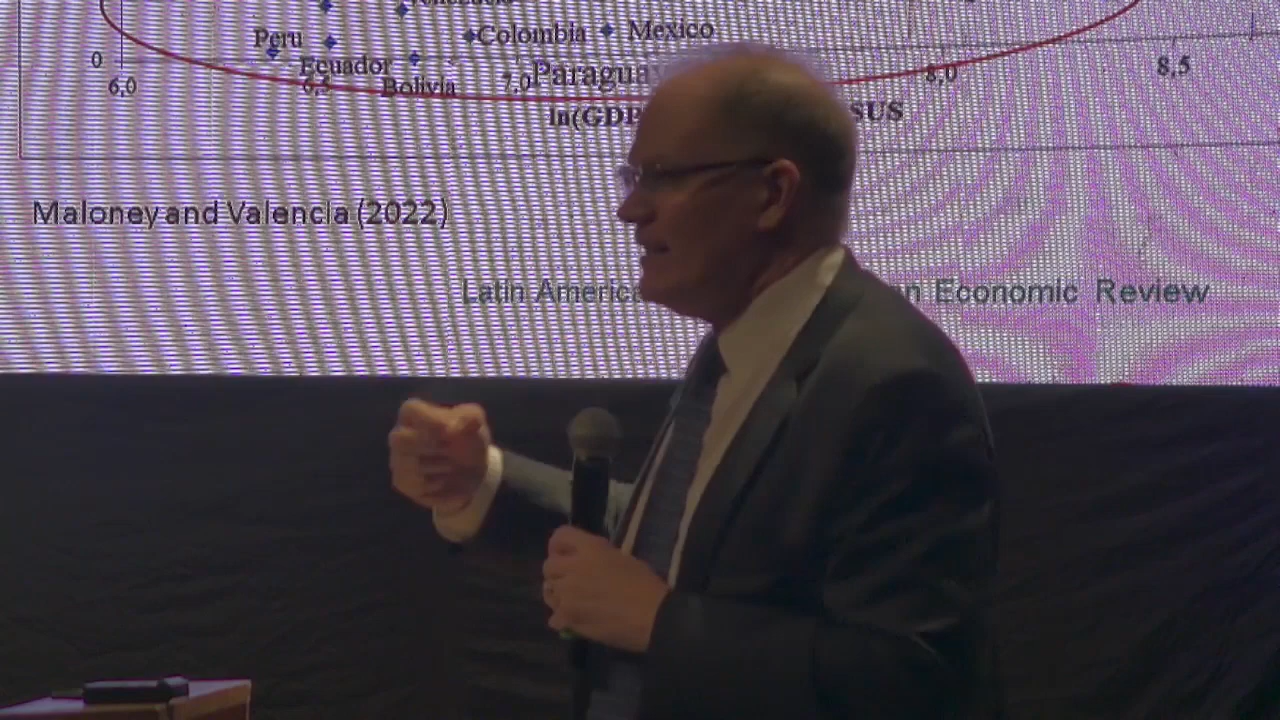 Colombia Mexico
Peru
0
Ecuador
6,0 6,5 Bolivia 7,0 Paraguay 8,0 8,5
ln(GDP SUS
Maloney and Valencia (2022)
Latin America n Economic Review